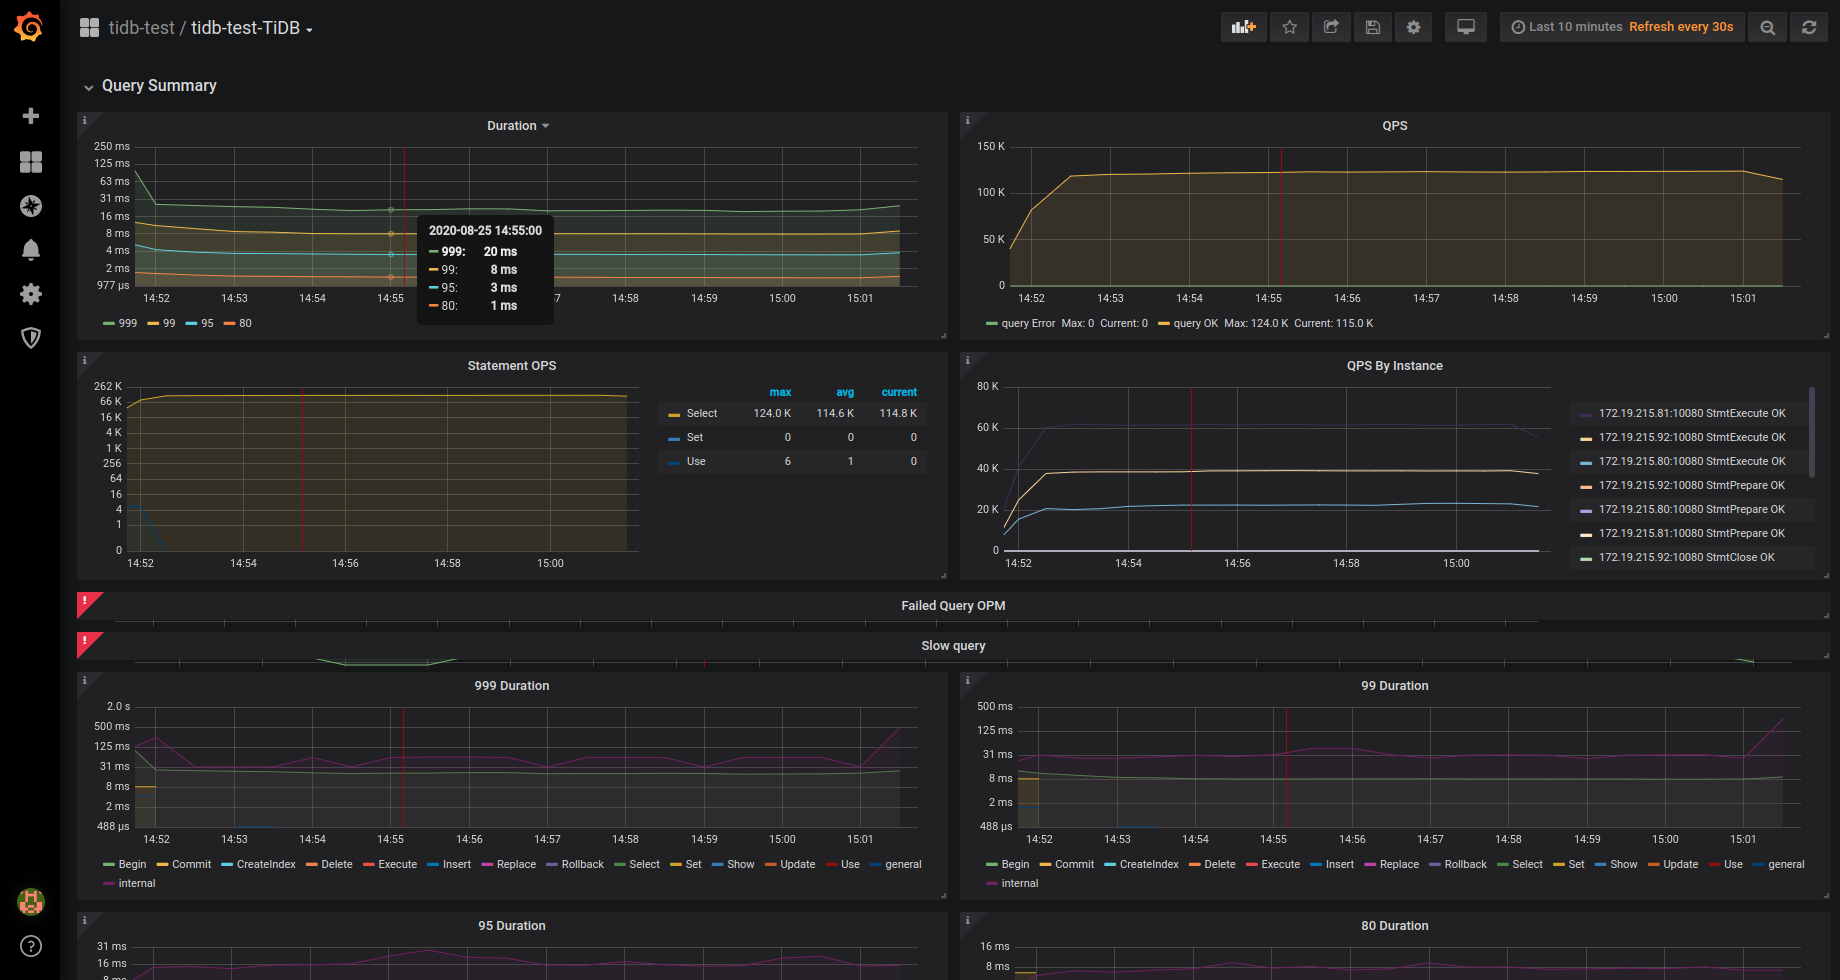 tidb-test / tidb-test-TiDB
Last 10 minutes Refresh every 30s
Query Summary
Duration
250 ms
125 ms
63 ms
31 ms
16 ms
8 ms
4 ms
2 ms
977 µs
14:52 14:53 14:54 14:55 7 14:58 14:59 15:00 15:01
2020-08-25 14:55:00
999: 20 ms
99: 8 ms
95: 3 ms
80: 1 ms
999 99 95 80
QPS
150 K
100 K
50 K
0
14:52 14:53 14:54 14:55 14:56 14:57 14:58 14:59 15:00 15:01
query Error Max: 0 Current: 0 query OK Max: 124.0 K Current: 115.0 K
Statement OPS
262 K
66 K
16 K
4 K
1 K
256
64
16
4
1
0
14:52 14:54 14:56 14:58 15:00
max avg current
Select 124.0 K 114.6 K 114.8 K
Set 0 0 0
Use 6 1 0
QPS By Instance
80 K
60 K
40 K
20 K
0
14:52 14:54 14:56 14:58 15:00
172.19.215.81:10080 StmtExecute OK
172.19.215.92:10080 StmtExecute OK
172.19.215.80:10080 StmtExecute OK
172.19.215.92:10080 StmtPrepare OK
172.19.215.80:10080 StmtPrepare OK
172.19.215.81:10080 StmtPrepare OK
172.19.215.92:10080 StmtClose OK
Failed Query OPM
Slow query
999 Duration
2.0 s
500 ms
125 ms
31 ms
8 ms
2 ms
488 µs
14:52 14:53 14:54 14:55 14:56 14:57 14:58 14:59 15:00 15:01
Begin Commit CreateIndex Delete Execute Insert Replace Rollback Select Set Show Update Use general
internal
99 Duration
500 ms
125 ms
31 ms
8 ms
2 ms
488 µs
14:52 14:53 14:54 14:55 14:56 14:57 14:58 14:59 15:00 15:01
Begin Commit CreateIndex Delete Execute Insert Replace Rollback Select Set Show Update Use general
internal
95 Duration
31 ms
16 ms
8 ms
80 Duration
16 ms
8 ms